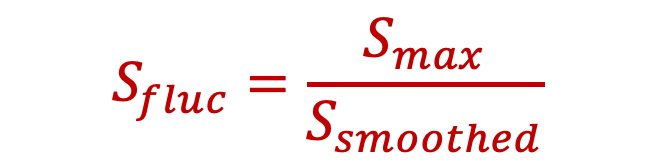 S_fluc = S_max / S_smoothed